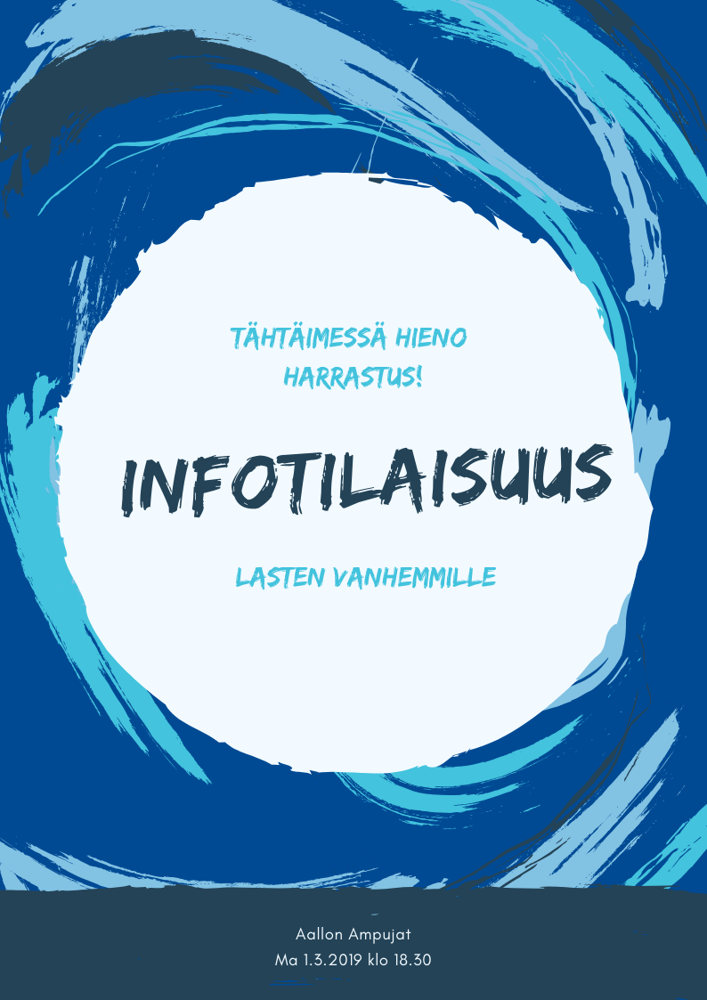 TÄHTÄIMESSÄ HIENO
HARRASTUS!
INFOTILAISUUS
LASTEN VANHEMMILLE
Aallon Ampujat
Ma 1.3.2019 klo 18.30